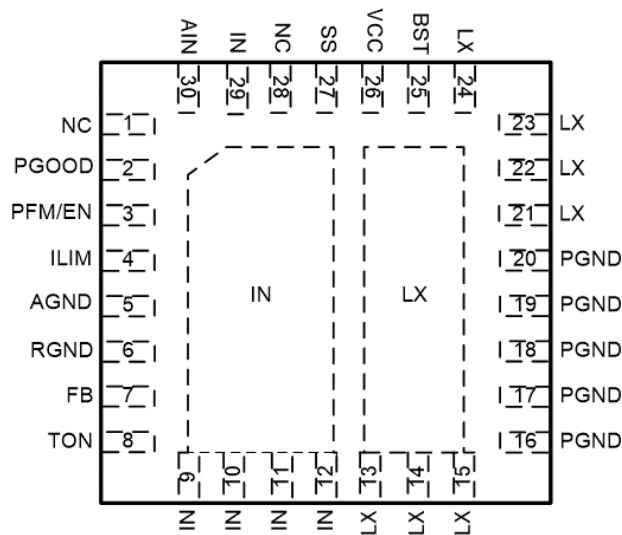 AIN IN NC SS VCC BST LX
30 29 28 27 26 25 24
NC 1 23 LX
PGOOD 2 22 LX
PFM/EN 3 21 LX
ILIM 4 20 PGND
AGND 5 IN LX 19 PGND
RGND 6 18 PGND
FB 7 17 PGND
TON 8 16 PGND
9 10 11 12 13 14 15
IN IN IN IN LX LX LX